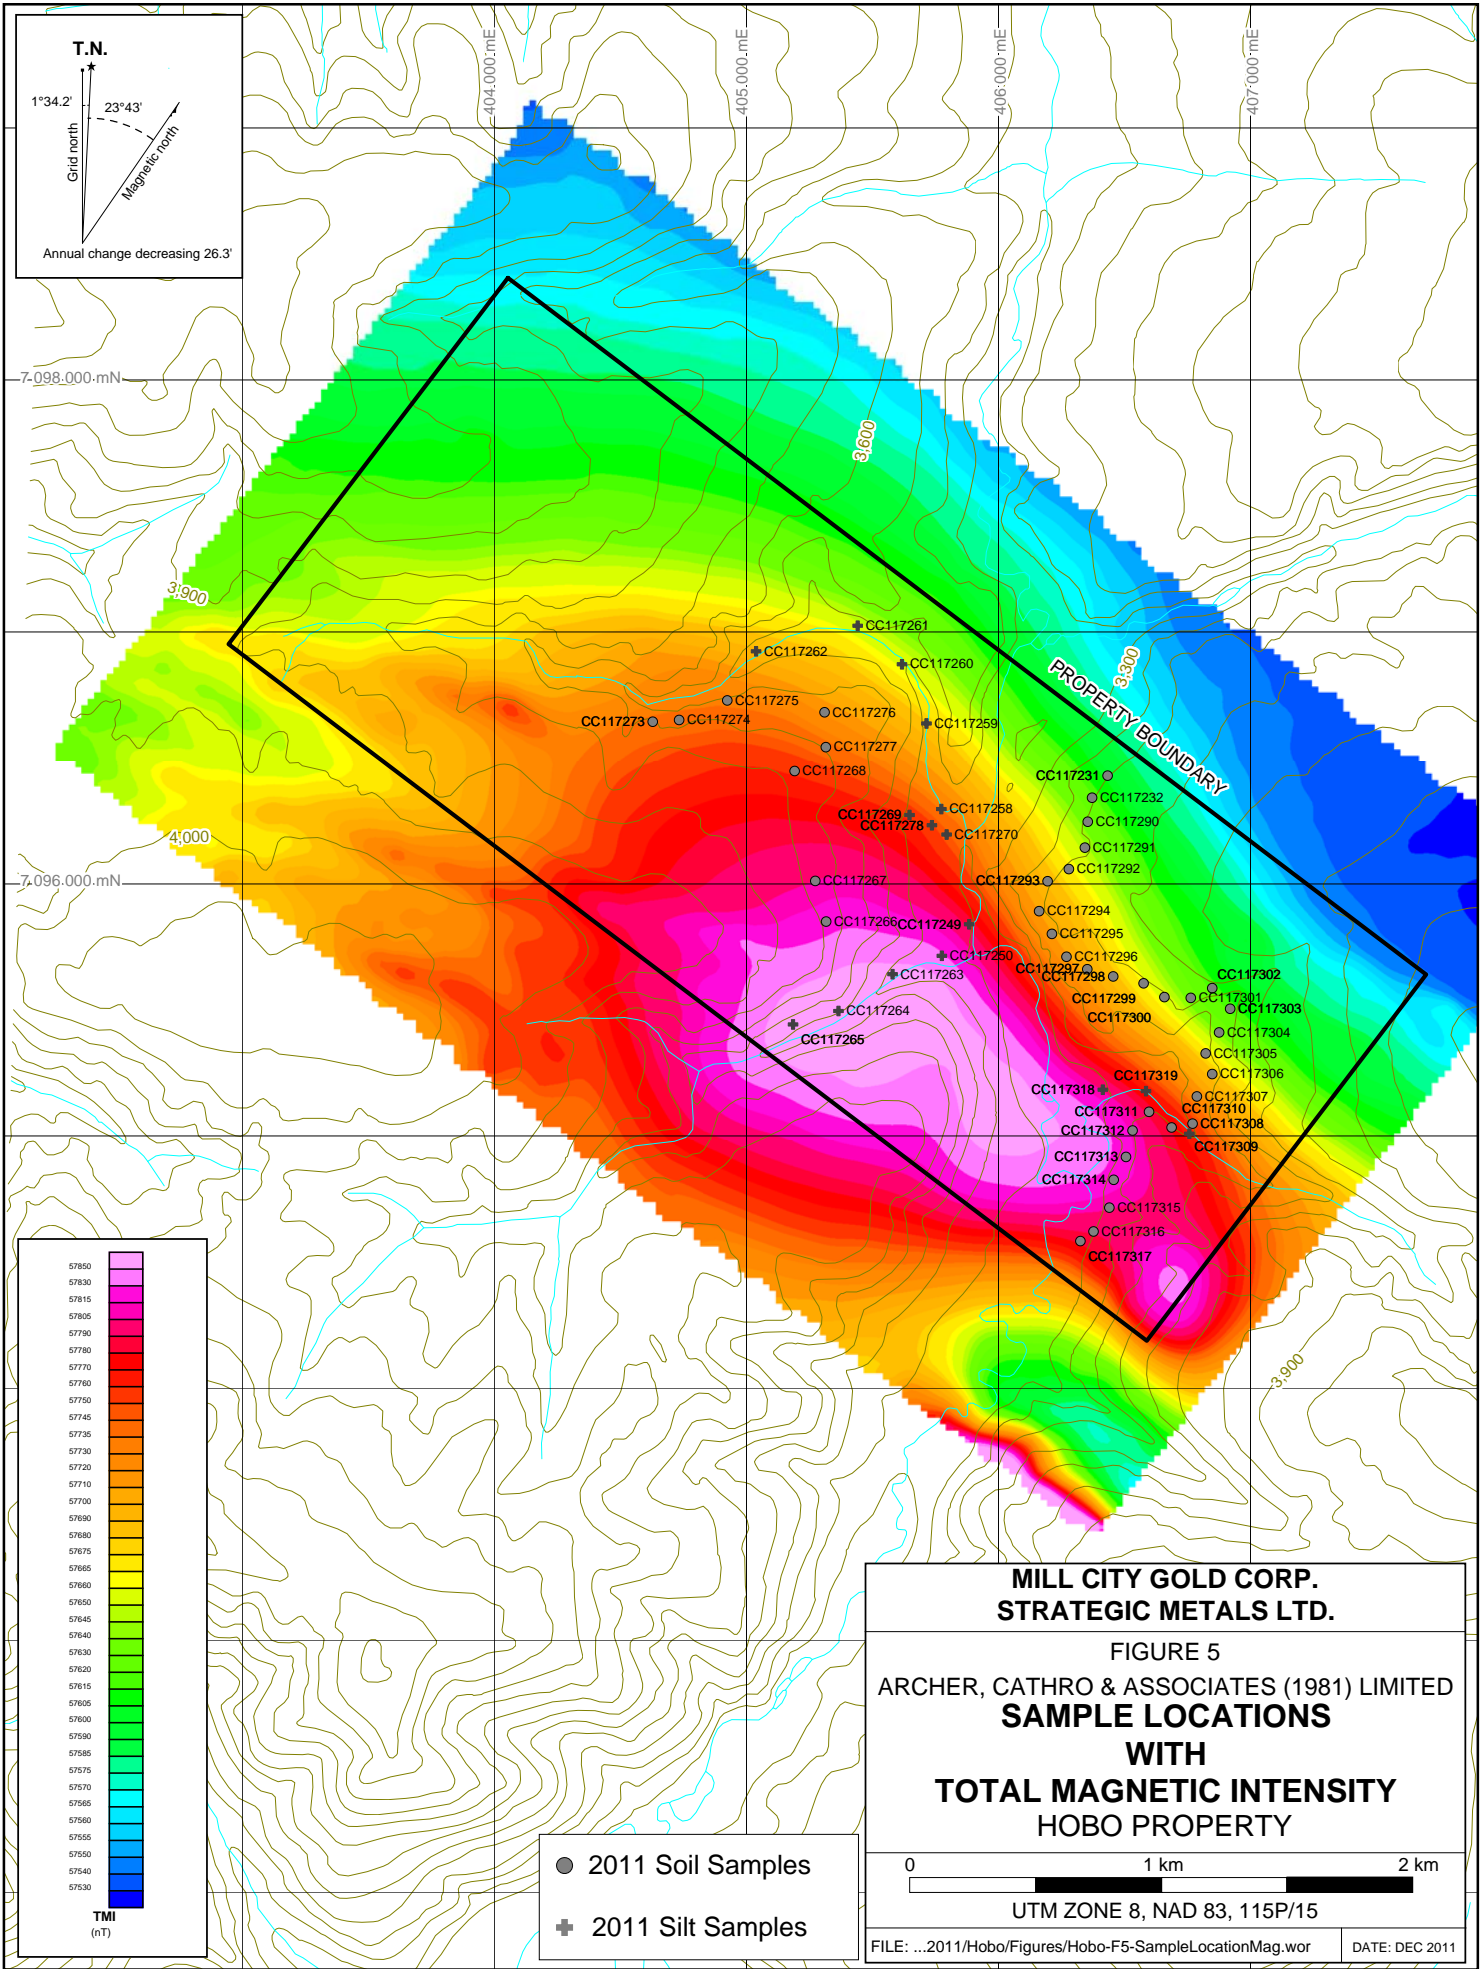 T.N.
1°34.2'
23°43'
Grid north
Magnetic north
Annual change decreasing 26.3'
404.000 mE
405.000 mE
406.000 mE
407.000 mE
7.098.000 mN
7.096.000 mN
3,600
3,900
3,300
4,000
3,900
PROPERTY BOUNDARY
CC117261
CC117262
CC117260
CC117275
CC117276
CC117273
CC117274
CC117259
CC117277
CC117268
CC117231
CC117232
CC117258
CC117269
CC117278
CC117270
CC117290
CC117291
CC117292
CC117267
CC117293
CC117294
CC117266
CC117249
CC117295
CC117250
CC117296
CC117297
CC117298
CC117263
CC117302
CC117299
CC117301
CC117303
CC117264
CC117300
CC117265
CC117304
CC117305
CC117306
CC117319
CC117318
CC117307
CC117311
CC117310
CC117308
CC117312
CC117309
CC117313
CC117314
CC117315
CC117316
CC117317
57850
57830
57815
57805
57790
57780
57770
57760
57750
57745
57735
57730
57720
57710
57700
57690
57680
57675
57665
57660
57650
57645
57640
57630
57620
57615
57605
57600
57590
57585
57575
57570
57565
57560
57555
57550
57540
57530
TMI
(nT)
2011 Soil Samples
2011 Silt Samples
MILL CITY GOLD CORP.
STRATEGIC METALS LTD.
FIGURE 5
ARCHER, CATHRO & ASSOCIATES (1981) LIMITED
SAMPLE LOCATIONS
WITH
TOTAL MAGNETIC INTENSITY
HOBO PROPERTY
0 1 km 2 km
UTM ZONE 8, NAD 83, 115P/15
FILE: ...2011/Hobo/Figures/Hobo-F5-SampleLocationMag.wor
DATE: DEC 2011